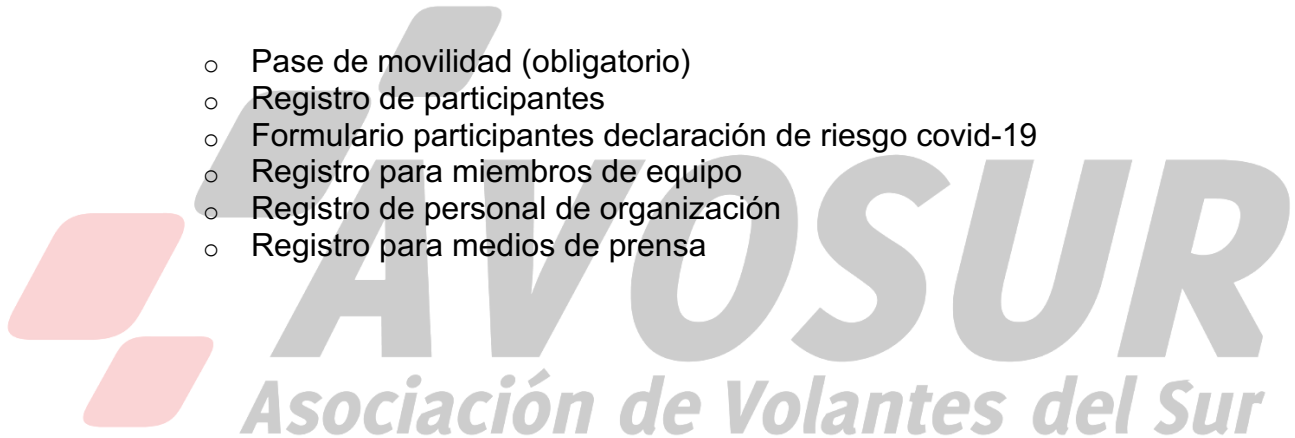 o Pase de movilidad (obligatorio)
o Registro de participantes
o Formulario participantes declaración de riesgo covid-19
o Registro para miembros de equipo
o Registro de personal de organización
o Registro para medios de prensa
AVOSUR
Asociación de Volantes del Sur